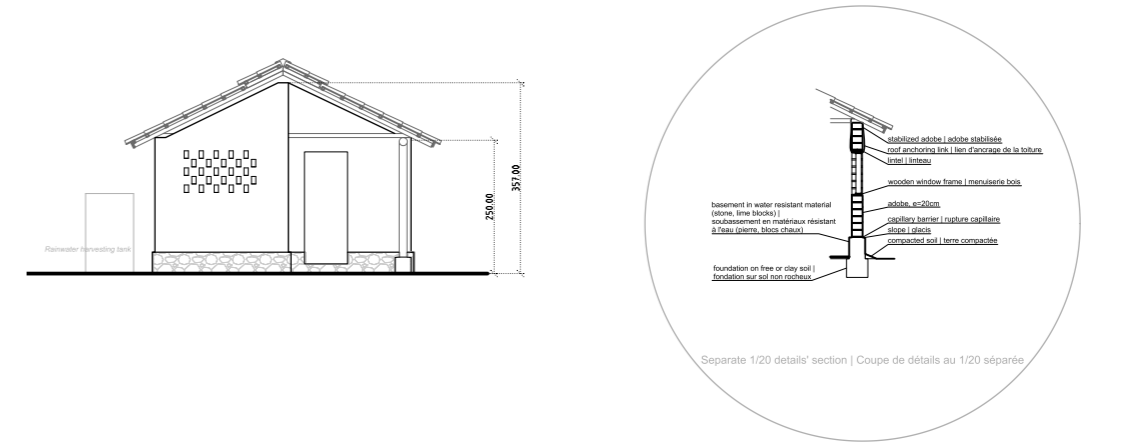 Rainwater harvesting tank
250.00
357.00
stabilized adobe | adobe stabilisée
roof anchoring link | lien d'ancrage de la toiture
lintel | linteau
wooden window frame | menuiserie bois
adobe, e=20cm
capillary barrier | rupture capillaire
slope | glacis
compacted soil | terre compactée
basement in water resistant material
(stone, lime blocks) |
soubassement en matériaux résistant
à l'eau (pierre, blocs chaux)
foundation on free or clay soil |
fondation sur sol non rocheux
Separate 1/20 details' section | Coupe de détails au 1/20 séparée